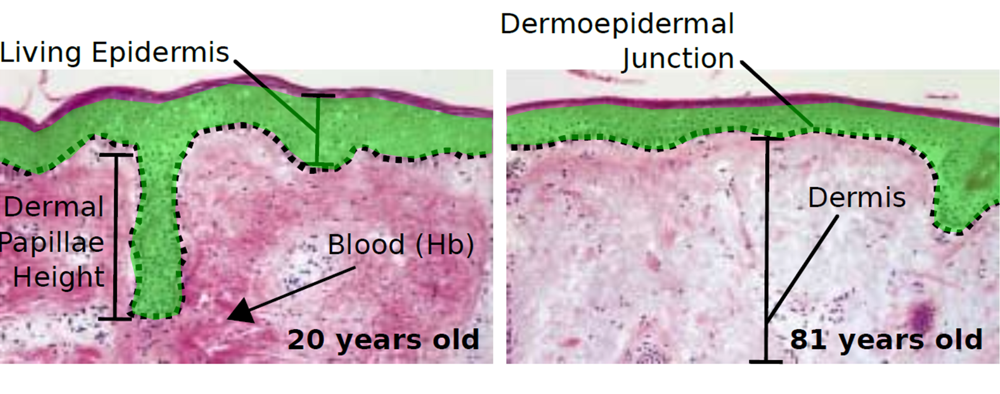 Living Epidermis
Dermal
Papillae
Height
Blood (Hb)
20 years old
Dermoepidermal
Junction
Dermis
81 years old